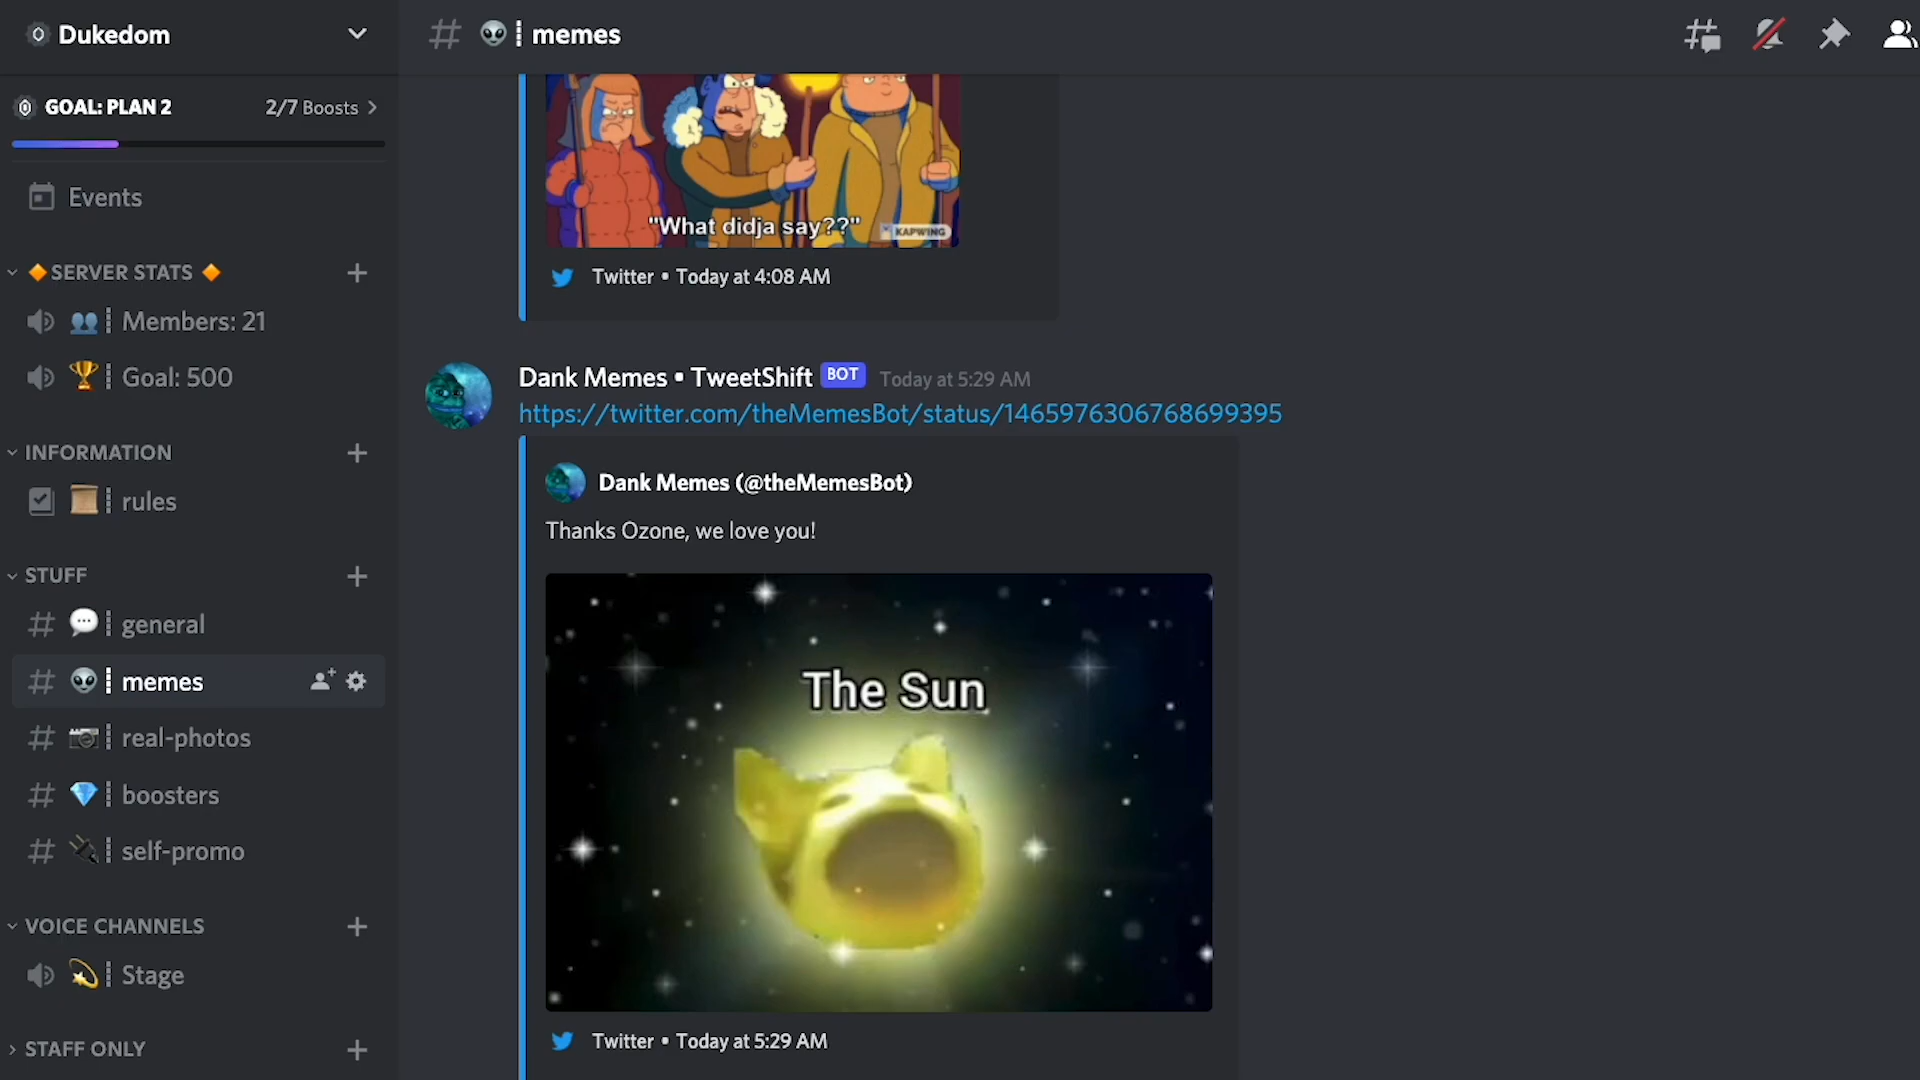 Dukedom
GOAL: PLAN 2
2/7 Boosts
Events
SERVER STATS
Members: 21
Goal: 500
INFORMATION
rules
STUFF
general
memes
real-photos
boosters
self-promo
VOICE CHANNELS
Stage
STAFF ONLY
memes
"What didja say??"
KAPWING
Twitter • Today at 4:08 AM
Dank Memes • TweetShift BOT Today at 5:29 AM
https://twitter.com/theMemesBot/status/1465976306768699395
Dank Memes (@theMemesBot)
Thanks Ozone, we love you!
The Sun
Twitter • Today at 5:29 AM